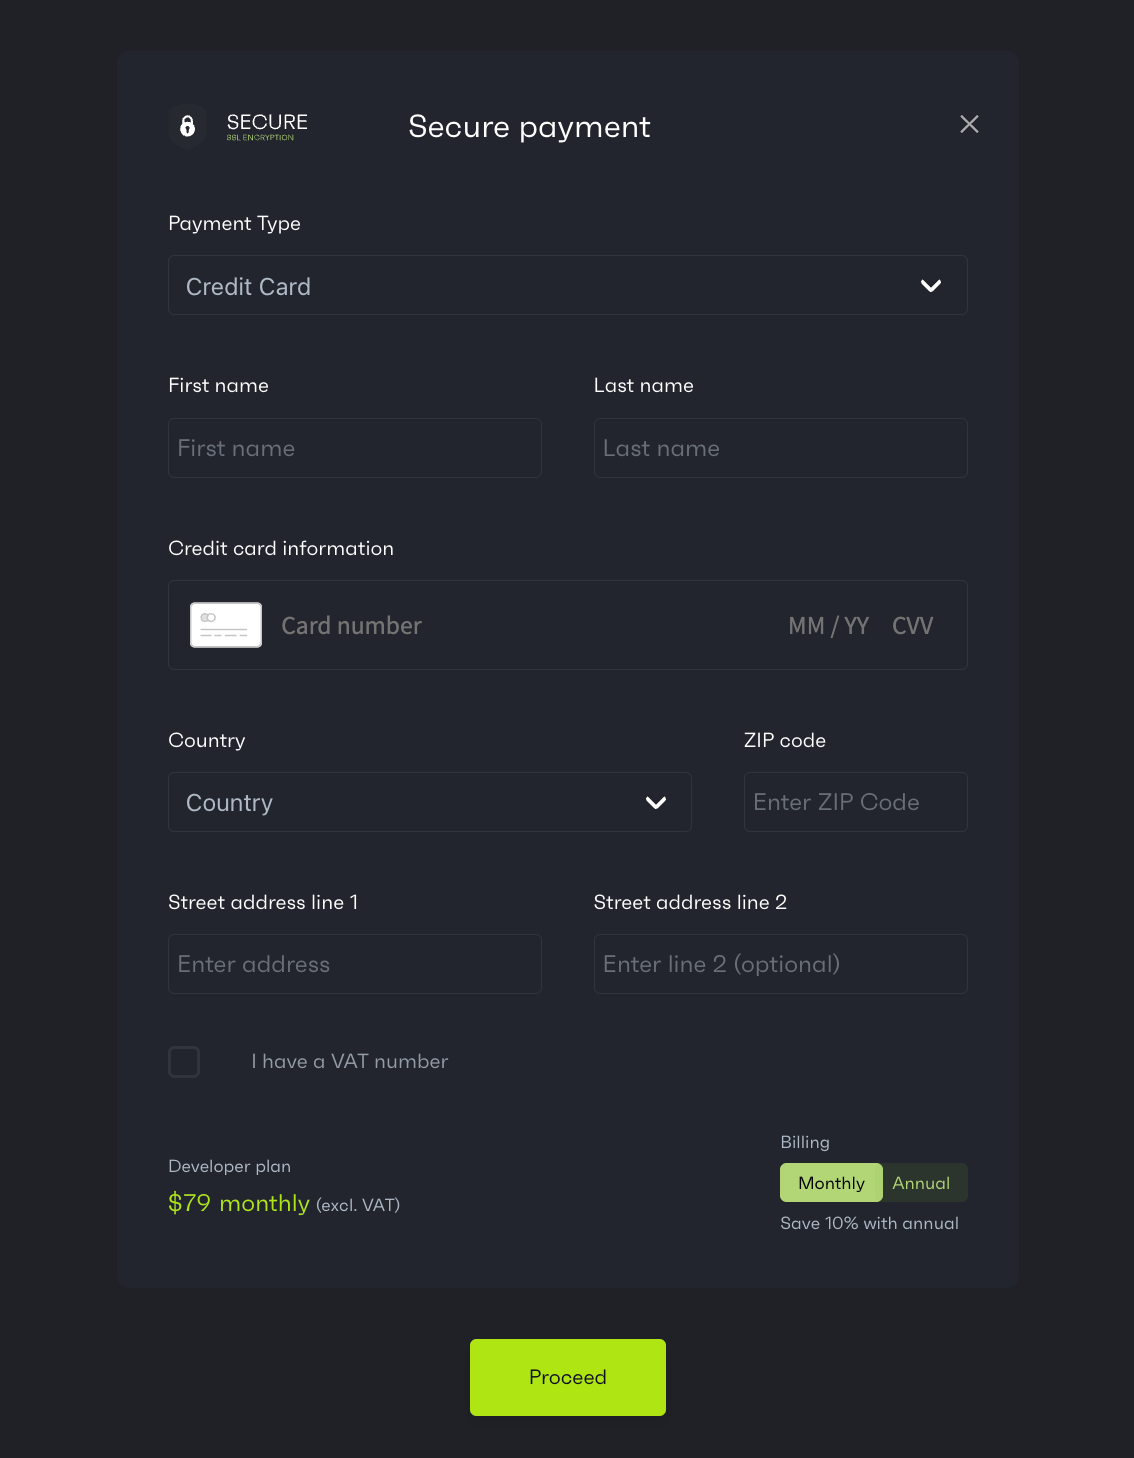 SECURE
SSL ENCRYPTION
Secure payment
Payment Type
Credit Card
First name
Last name
First name
Last name
Credit card information
Card number MM / YY CVV
Country
ZIP code
Country
Enter ZIP Code
Street address line 1
Street address line 2
Enter address
Enter line 2 (optional)
I have a VAT number
Developer plan
$79 monthly (excl. VAT)
Billing
Monthly Annual
Save 10% with annual
Proceed